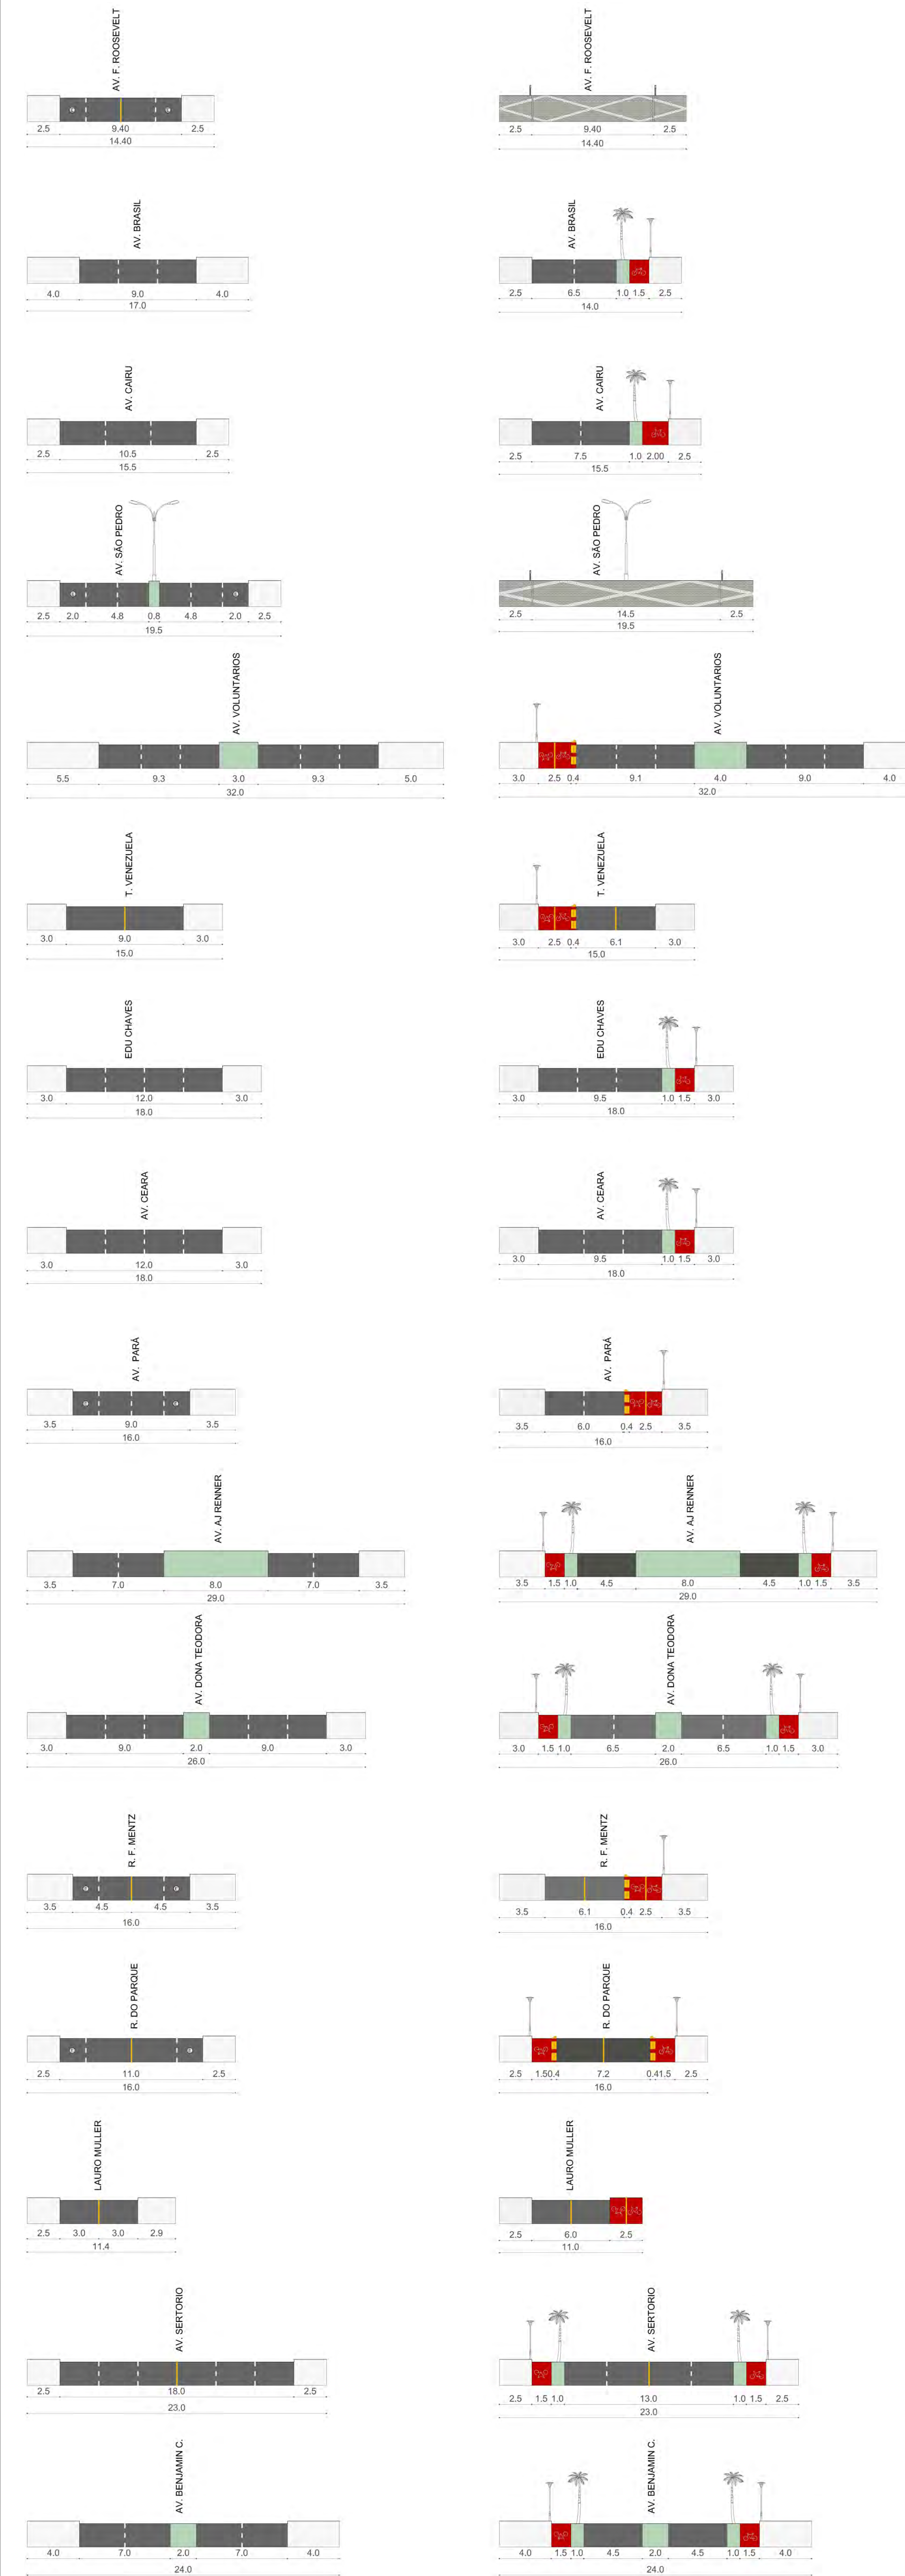 AV. F. ROOSEVELT
2.5 9.40 2.5
14.40
AV. F. ROOSEVELT
2.5 9.40 2.5
14.40
AV. BRASIL
4.0 9.0 4.0
17.0
AV. BRASIL
2.5 6.5 1.0 1.5 2.5
14.0
AV. CAIRU
2.5 10.5 2.5
15.5
AV. CAIRU
2.5 7.5 1.0 2.00 2.5
15.5
AV. SÃO PEDRO
2.5 2.0 4.8 0.8 4.8 2.0 2.5
19.5
AV. SÃO PEDRO
2.5 14.5 2.5
19.5
AV. VOLUNTARIOS
5.5 9.3 3.0 9.3 5.0
32.0
AV. VOLUNTARIOS
3.0 2.5 0.4 9.1 4.0 9.0 4.0
32.0
T. VENEZUELA
3.0 9.0 3.0
15.0
T. VENEZUELA
3.0 2.5 0.4 6.1 3.0
15.0
EDU CHAVES
3.0 12.0 3.0
18.0
EDU CHAVES
3.0 9.5 1.0 1.5 3.0
18.0
AV. CEARA
3.0 12.0 3.0
18.0
AV. CEARA
3.0 9.5 1.0 1.5 3.0
18.0
AV. PARÁ
3.5 9.0 3.5
16.0
AV. PARÁ
3.5 6.0 0.4 2.5 3.5
16.0
AV. AJ RENNER
3.5 7.0 8.0 7.0 3.5
29.0
AV. AJ RENNER
3.5 1.5 1.0 4.5 8.0 4.5 1.0 1.5 3.5
29.0
AV. DONA TEODORA
3.0 9.0 2.0 9.0 3.0
26.0
AV. DONA TEODORA
3.0 1.5 1.0 6.5 2.0 6.5 1.0 1.5 3.0
26.0
R. F. MENTZ
3.5 4.5 4.5 3.5
16.0
R. F. MENTZ
3.5 6.1 0.4 2.5 3.5
16.0
R. DO PARQUE
2.5 11.0 2.5
16.0
R. DO PARQUE
2.5 1.50.4 7.2 0.41.5 2.5
16.0
LAURO MULLER
2.5 3.0 3.0 2.9
11.4
LAURO MULLER
2.5 6.0 2.5
11.0
AV. SERTORIO
2.5 18.0 2.5
23.0
AV. SERTORIO
2.5 1.5 1.0 13.0 1.0 1.5 2.5
23.0
AV. BENJAMIN C.
4.0 7.0 2.0 7.0 4.0
24.0
AV. BENJAMIN C.
4.0 1.5 1.0 4.5 2.0 4.5 1.0 1.5 4.0
24.0